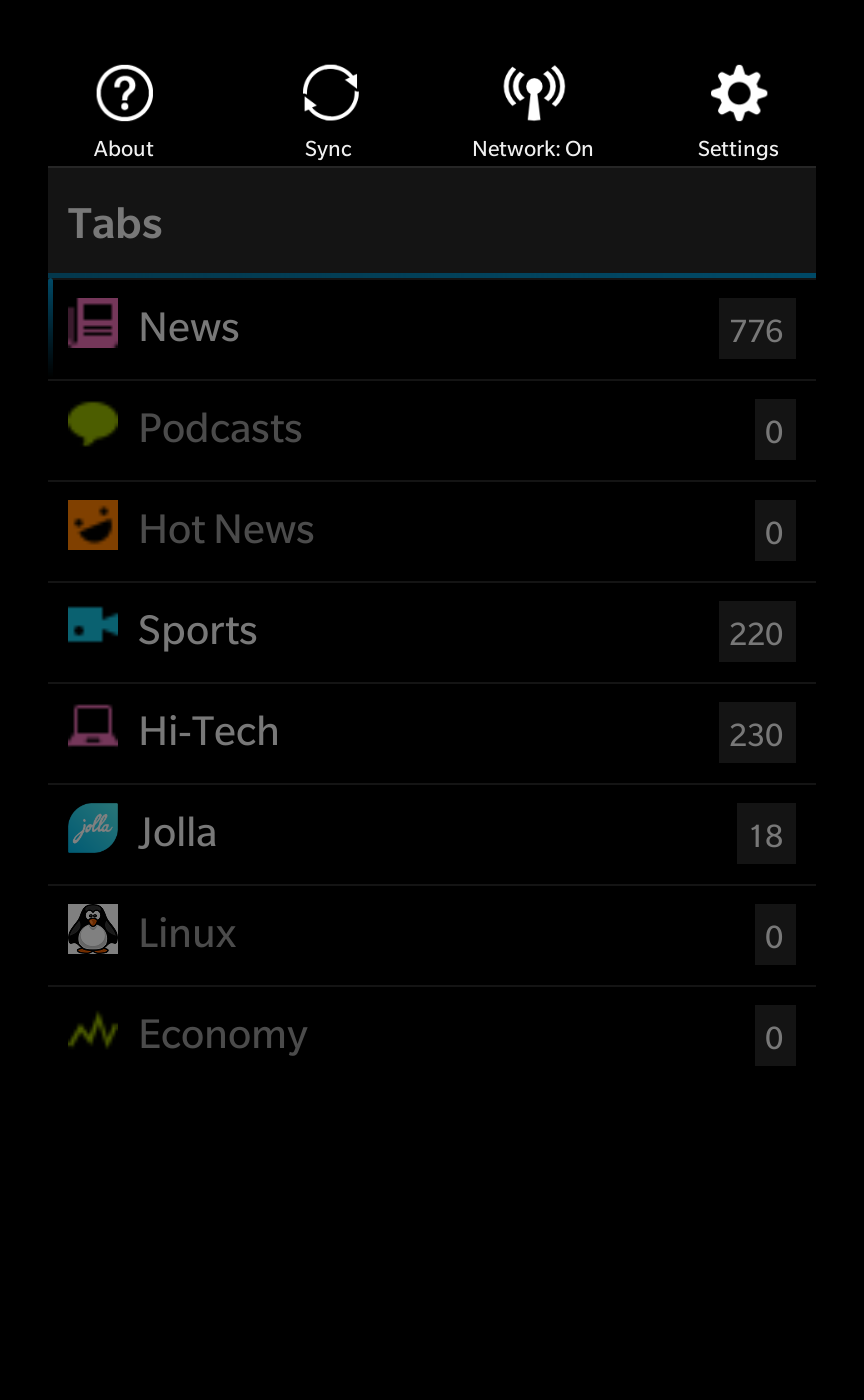 About
Sync
Network: On
Settings
Tabs
News
776
Podcasts
0
Hot News
0
Sports
220
Hi-Tech
230
jolla
Jolla
18
Linux
0
Economy
0